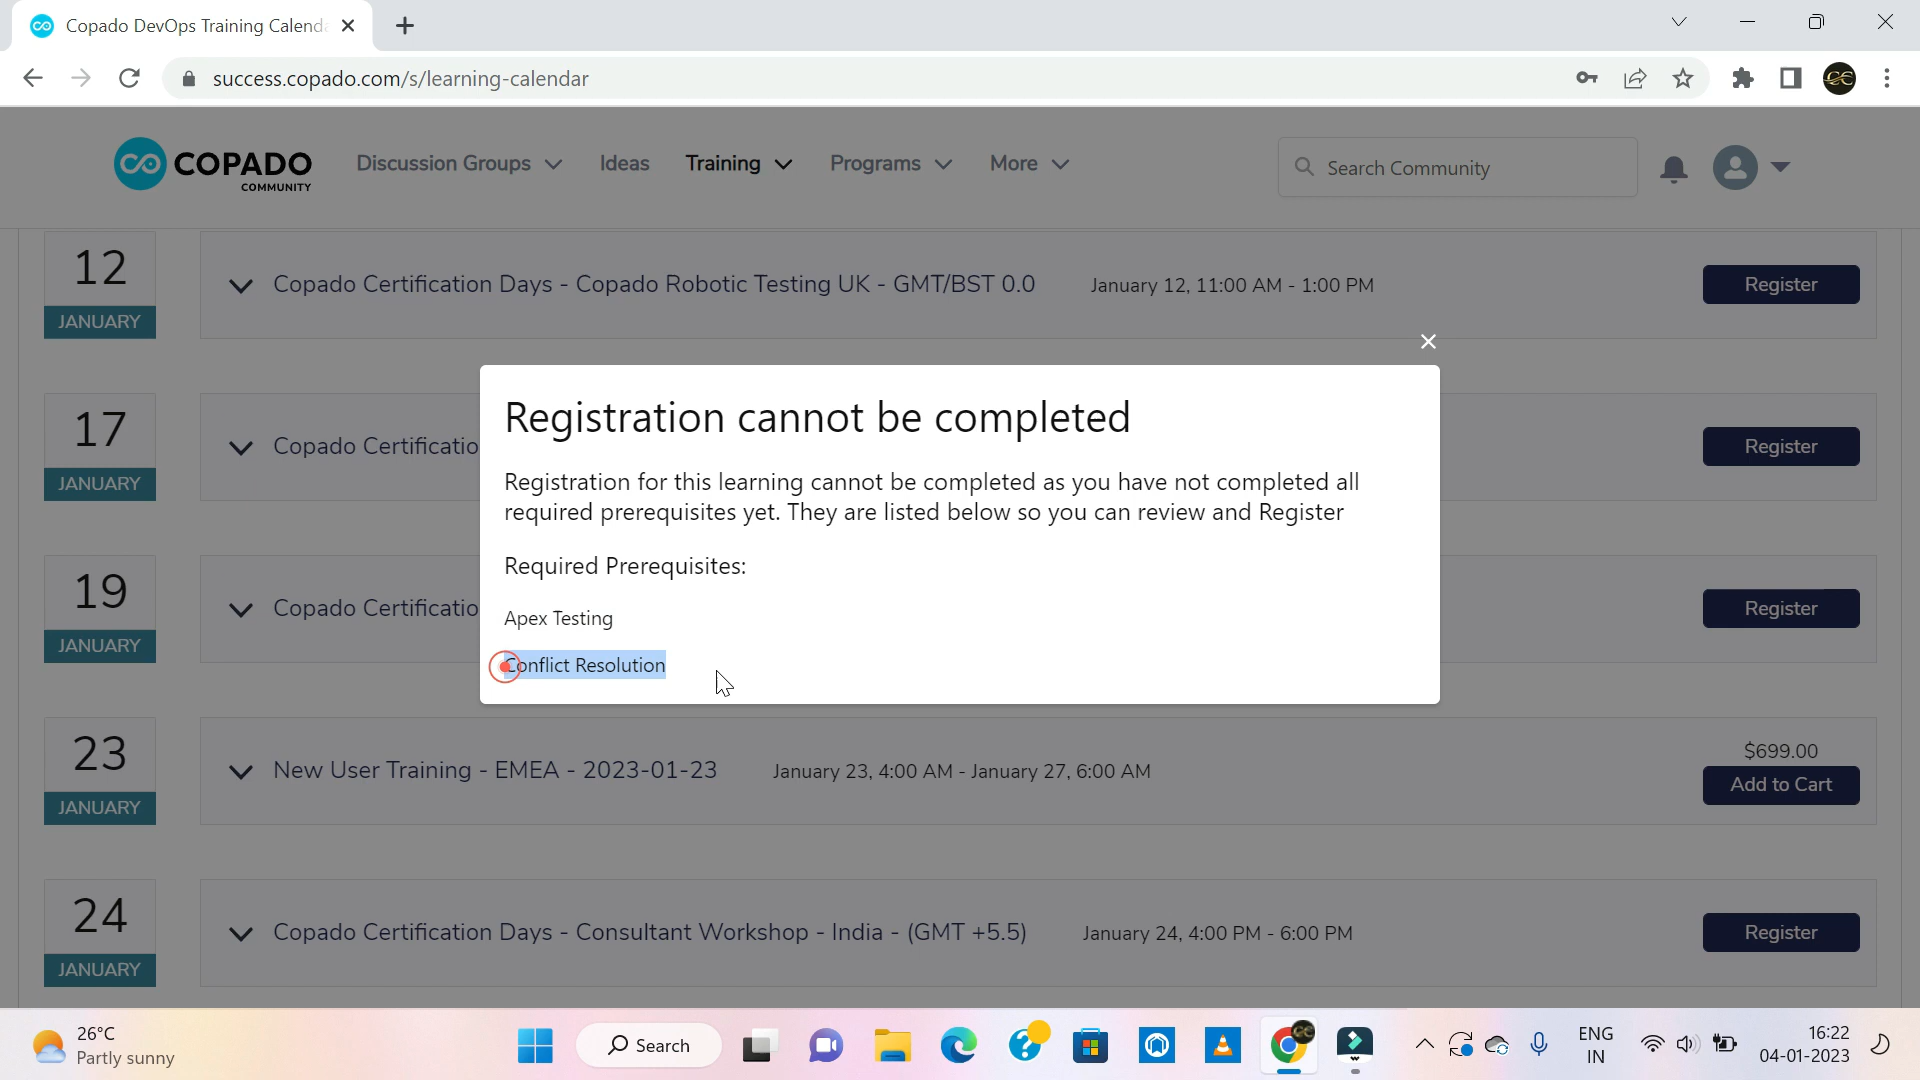 Copado DevOps Training Calenda
success.copado.com/s/learning-calendar
COPADO
COMMUNITY
Discussion Groups
Ideas
Training
Programs
More
Search Community
12
JANUARY
Copado Certification Days - Copado Robotic Testing UK - GMT/BST 0.0
January 12, 11:00 AM - 1:00 PM
Register
17
JANUARY
Copado Certificatio
Register
Registration cannot be completed
Registration for this learning cannot be completed as you have not completed all
required prerequisites yet. They are listed below so you can review and Register
Required Prerequisites:
Apex Testing
Conflict Resolution
19
JANUARY
Copado Certificatio
Register
23
JANUARY
New User Training - EMEA - 2023-01-23
January 23, 4:00 AM - January 27, 6:00 AM
$699.00
Add to Cart
24
JANUARY
Copado Certification Days - Consultant Workshop - India - (GMT +5.5)
January 24, 4:00 PM - 6:00 PM
Register
26°C
Partly sunny
Search
ENG
IN
16:22
04-01-2023